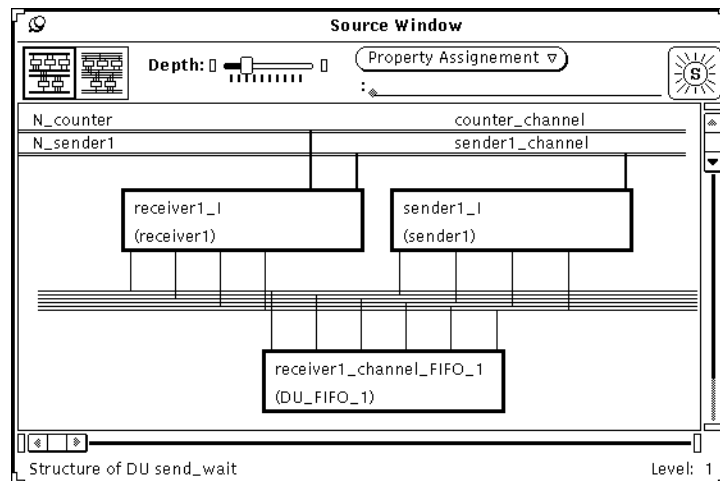 Source Window
Depth:
Property Assignement
:
S
N_counter counter_channel
N_sender1 sender1_channel
receiver1_I
(receiver1)
sender1_I
(sender1)
receiver1_channel_FIFO_1
(DU_FIFO_1)
Structure of DU send_wait Level: 1